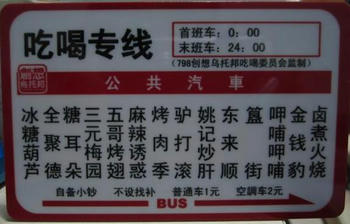 吃喝专线
首班车：0：00
末班车：24：00
(798创想乌托邦吃喝委员会监制)
乌托邦
公共汽車
冰糖葫芦
全聚德
糖耳朵
三元梅园
五哥烤翅
麻辣诱惑
烤肉季
驴打滚
姚记炒肝
东来顺
簋街
呷哺呷哺
金钱豹
卤煮火烧
自备小钞 不设找补 普通车1元 空調车2元
BUS